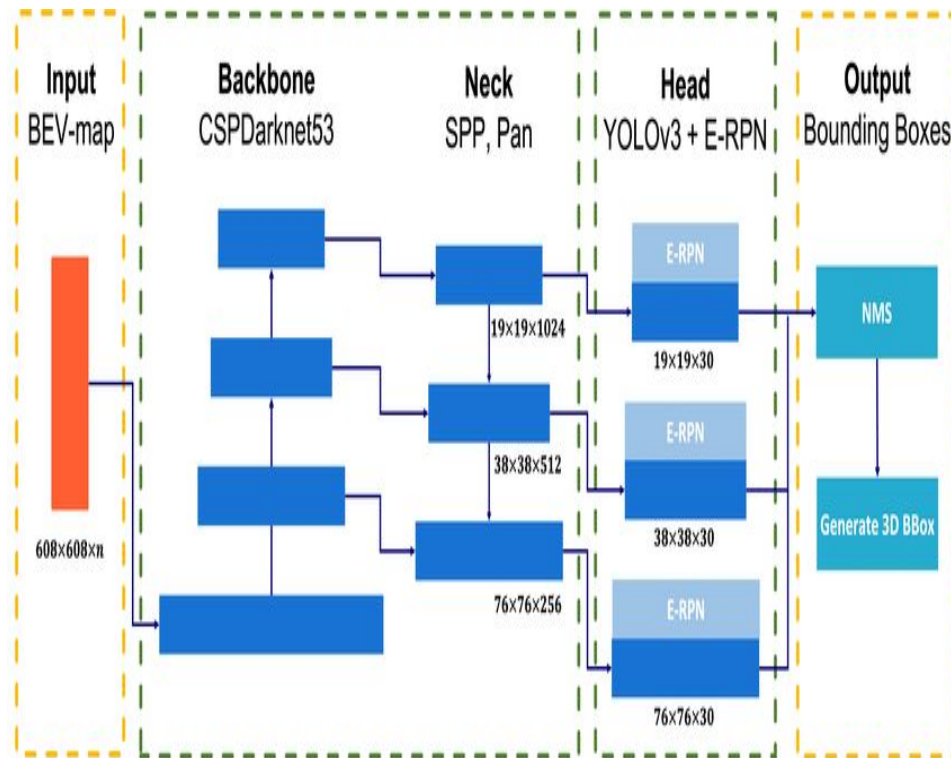 Input
BEV-map
608×608×n
Backbone
CSPDarknet53
Neck
SPP, Pan
19×19×1024
38×38×512
76×76×256
Head
YOLOv3 + E-RPN
E-RPN
19×19×30
E-RPN
38×38×30
E-RPN
76×76×30
Output
Bounding Boxes
NMS
Generate 3D BBox